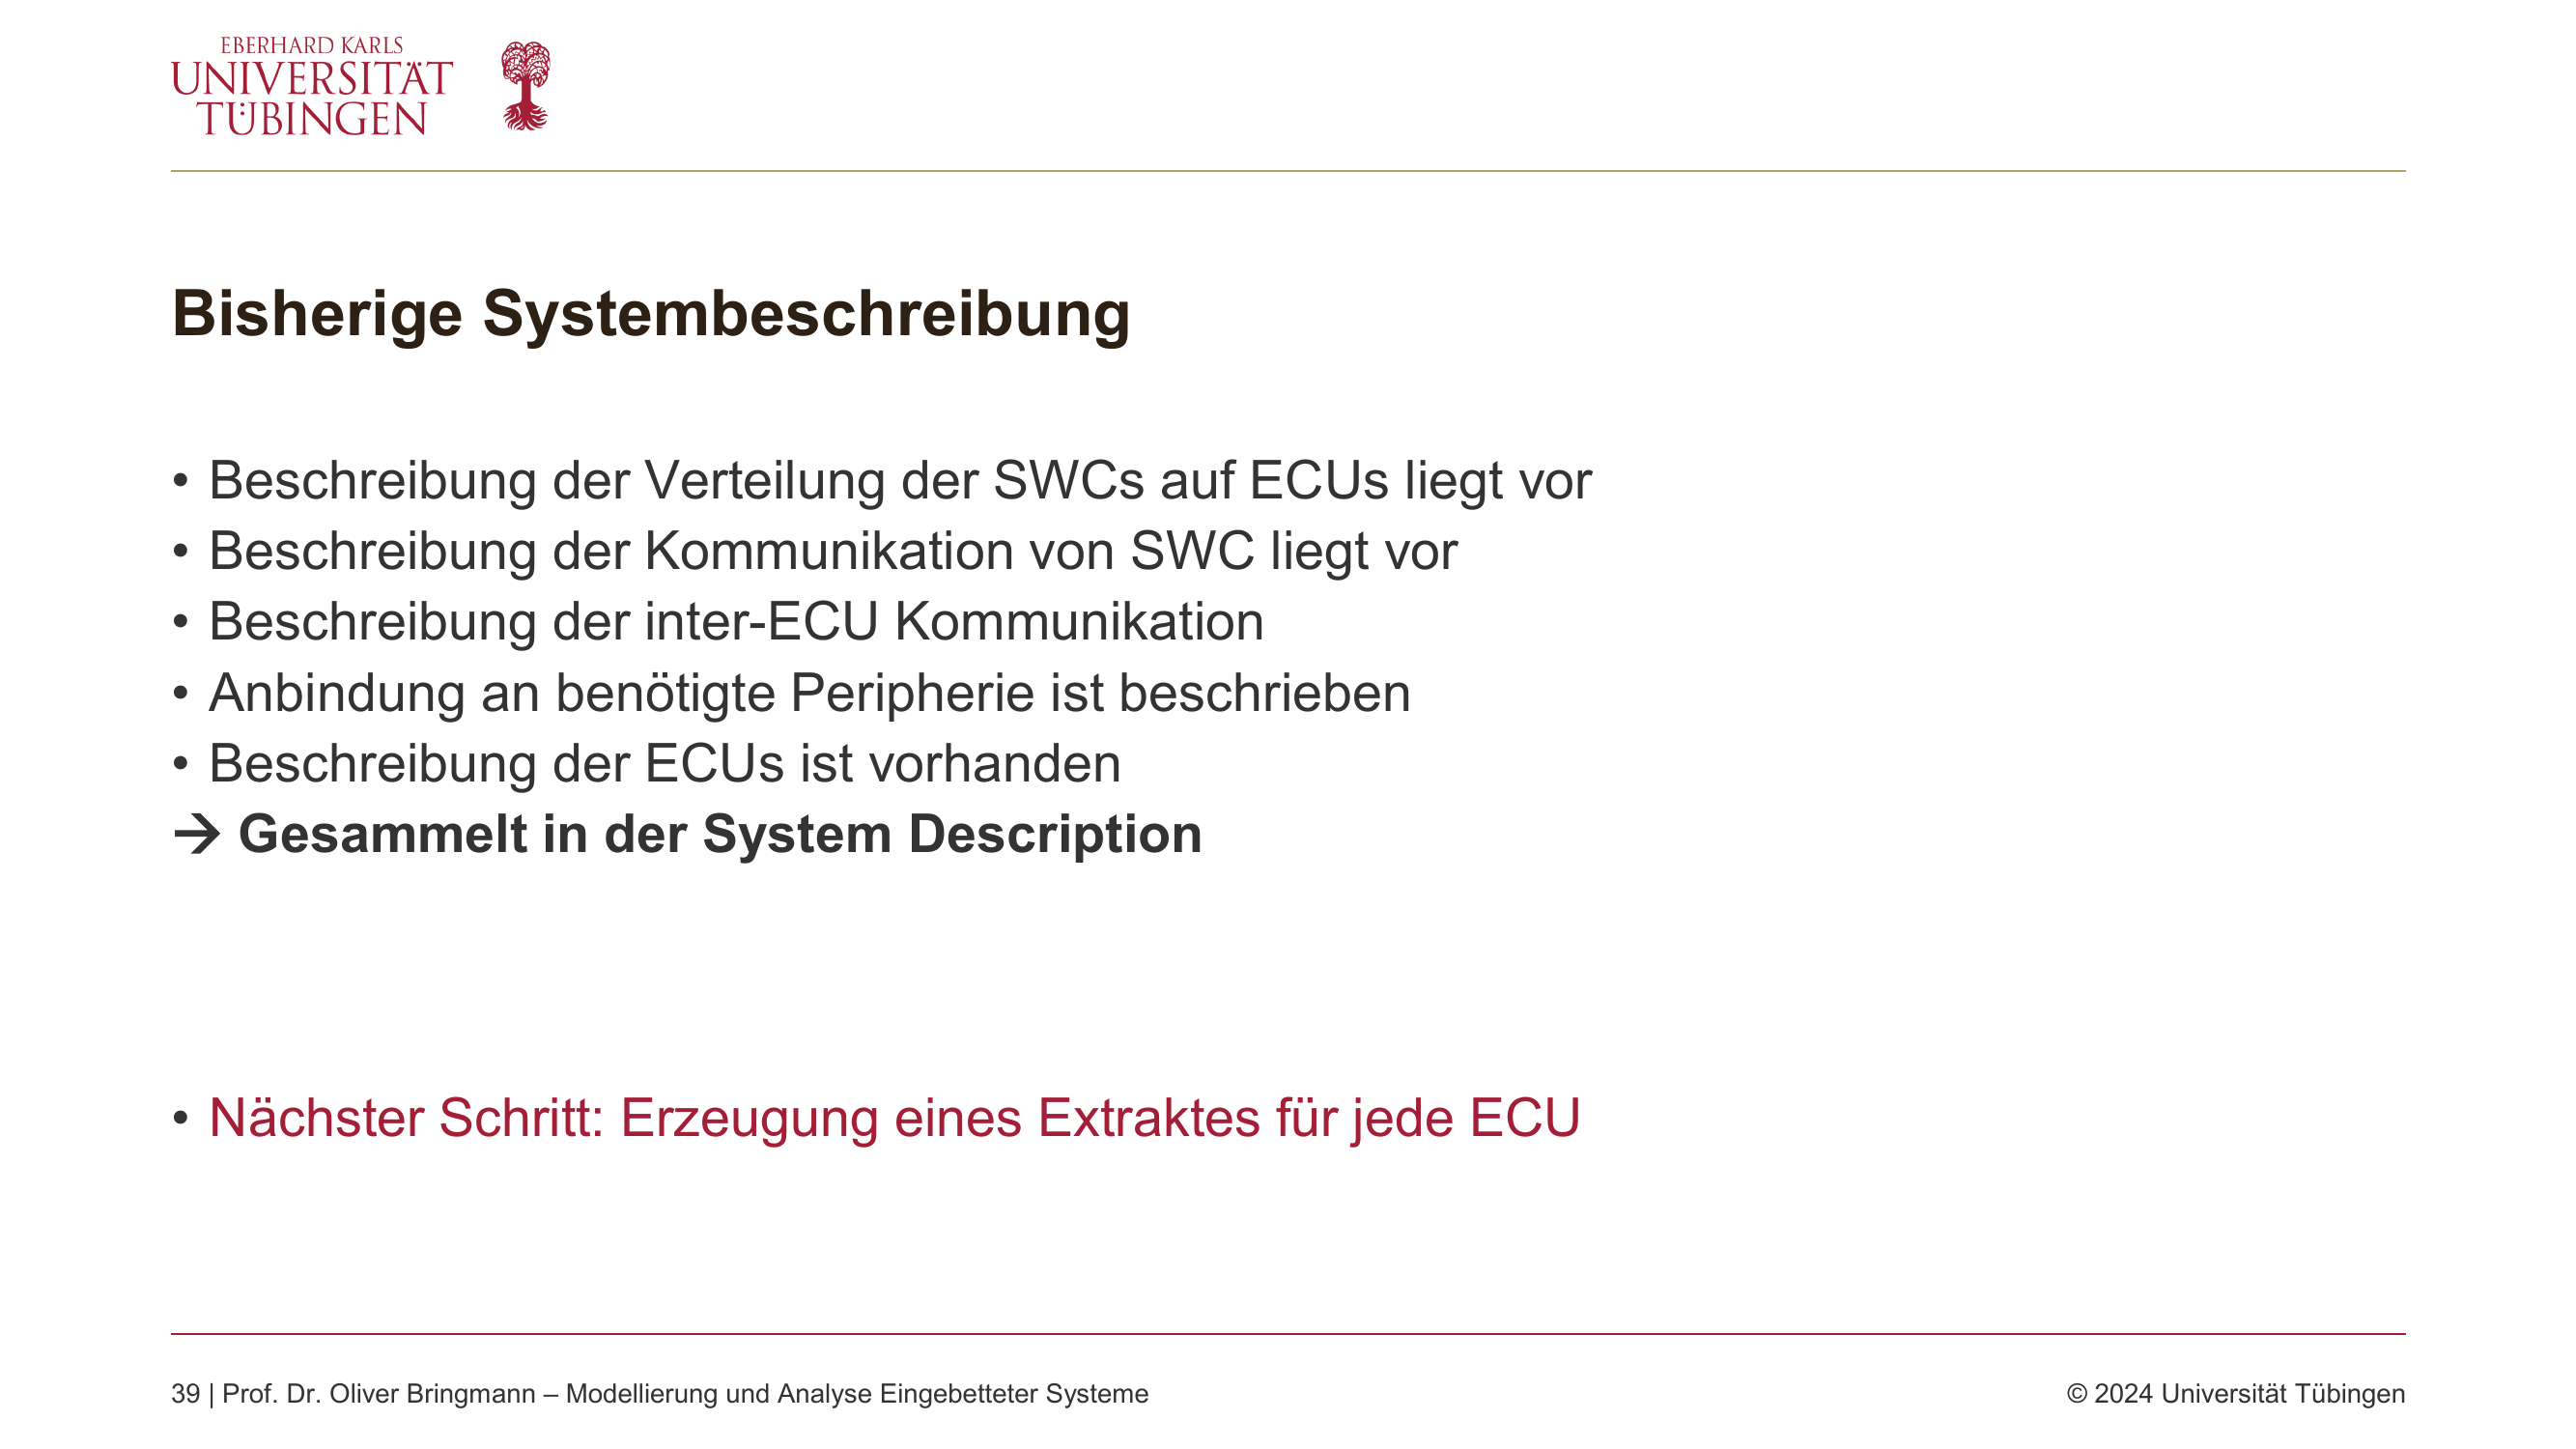 EBERHARD KARLS
UNIVERSITÄT
TÜBINGEN
Bisherige Systembeschreibung
• Beschreibung der Verteilung der SWCs auf ECUs liegt vor
• Beschreibung der Kommunikation von SWC liegt vor
• Beschreibung der inter-ECU Kommunikation
• Anbindung an benötigte Peripherie ist beschrieben
• Beschreibung der ECUs ist vorhanden
→ Gesammelt in der System Description
• Nächster Schritt: Erzeugung eines Extraktes für jede ECU
39 | Prof. Dr. Oliver Bringmann – Modellierung und Analyse Eingebetteter Systeme
© 2024 Universität Tübingen